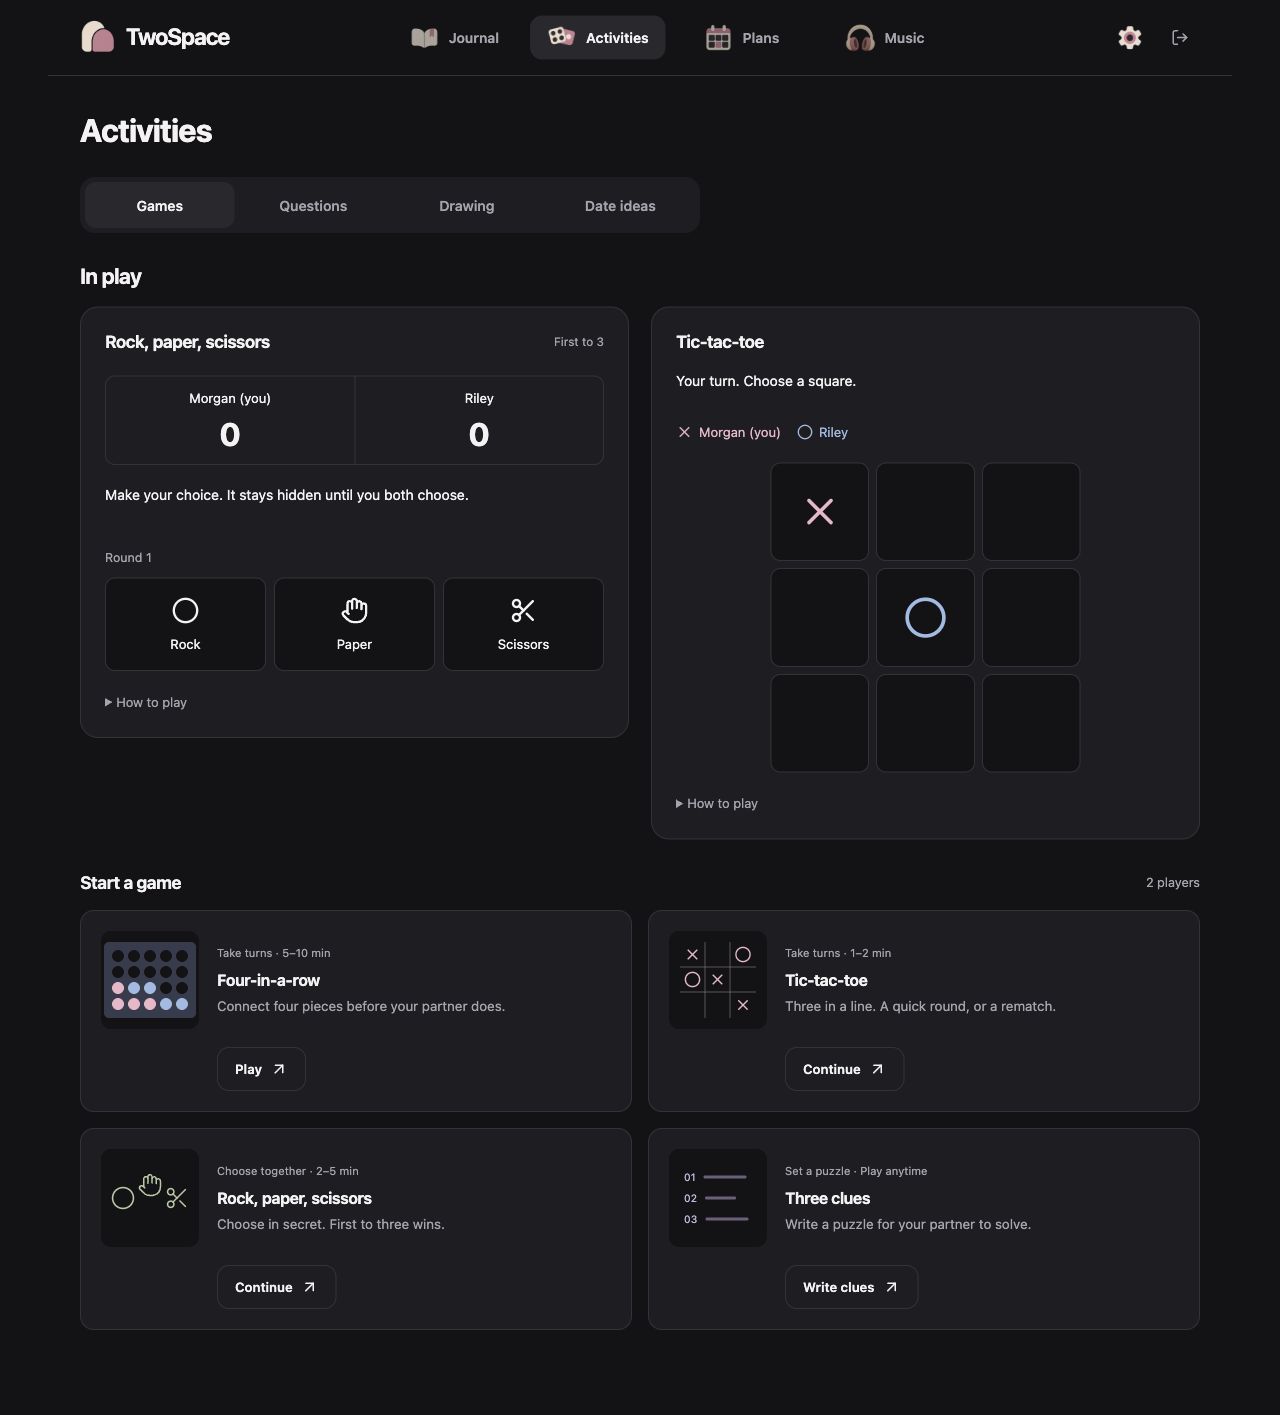 TwoSpace
Journal
Activities
Plans
Music
Activities
Games
Questions
Drawing
Date ideas
In play
Rock, paper, scissors
First to 3
Morgan (you)
0
Riley
0
Make your choice. It stays hidden until you both choose.
Round 1
Rock
Paper
Scissors
How to play
Tic-tac-toe
Your turn. Choose a square.
Morgan (you)
Riley
How to play
Start a game
2 players
Take turns · 5–10 min
Four-in-a-row
Connect four pieces before your partner does.
Play
Take turns · 1–2 min
Tic-tac-toe
Three in a line. A quick round, or a rematch.
Continue
Choose together · 2–5 min
Rock, paper, scissors
Choose in secret. First to three wins.
Continue
01
02
03
Set a puzzle · Play anytime
Three clues
Write a puzzle for your partner to solve.
Write clues